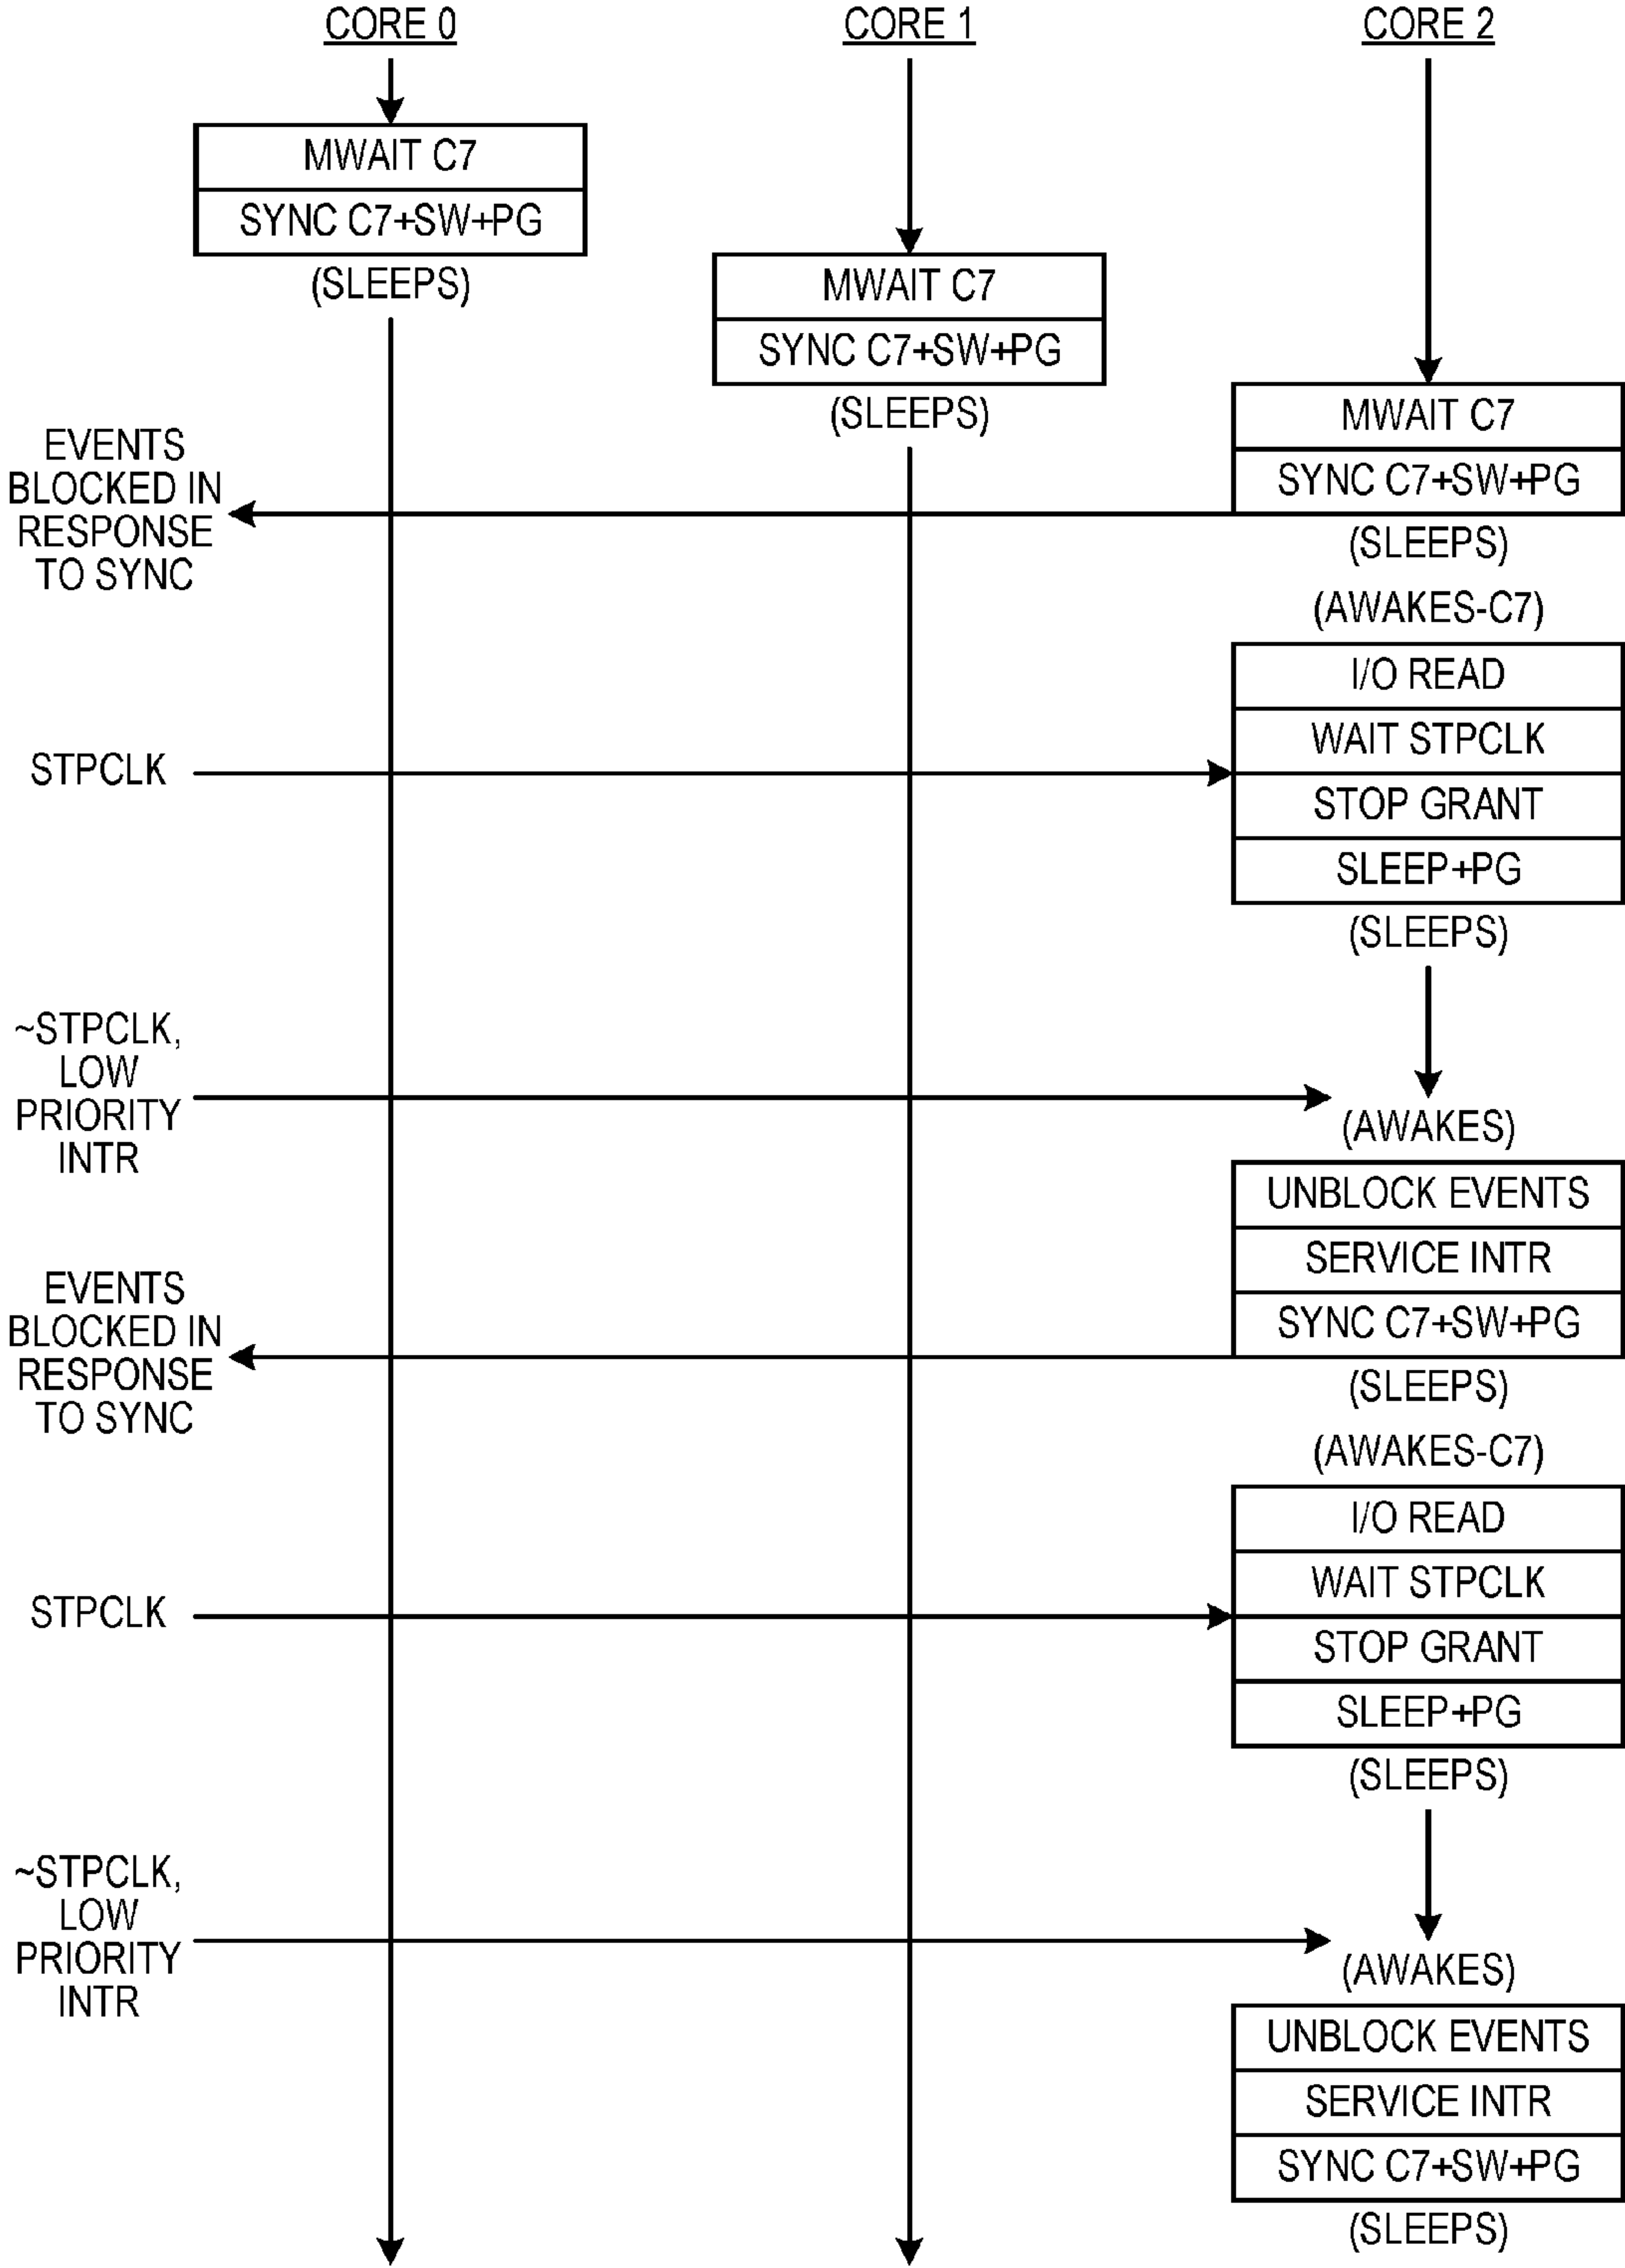 CORE 0
CORE 1
CORE 2
MWAIT C7
SYNC C7+SW+PG
(SLEEPS)
MWAIT C7
SYNC C7+SW+PG
(SLEEPS)
MWAIT C7
SYNC C7+SW+PG
(SLEEPS)
EVENTS
BLOCKED IN
RESPONSE
TO SYNC
(AWAKES-C7)
I/O READ
WAIT STPCLK
STPCLK
STOP GRANT
SLEEP+PG
(SLEEPS)
~STPCLK,
LOW
PRIORITY
INTR
(AWAKES)
UNBLOCK EVENTS
SERVICE INTR
SYNC C7+SW+PG
EVENTS
BLOCKED IN
RESPONSE
TO SYNC
(SLEEPS)
(AWAKES-C7)
I/O READ
WAIT STPCLK
STPCLK
STOP GRANT
SLEEP+PG
(SLEEPS)
~STPCLK,
LOW
PRIORITY
INTR
(AWAKES)
UNBLOCK EVENTS
SERVICE INTR
SYNC C7+SW+PG
(SLEEPS)